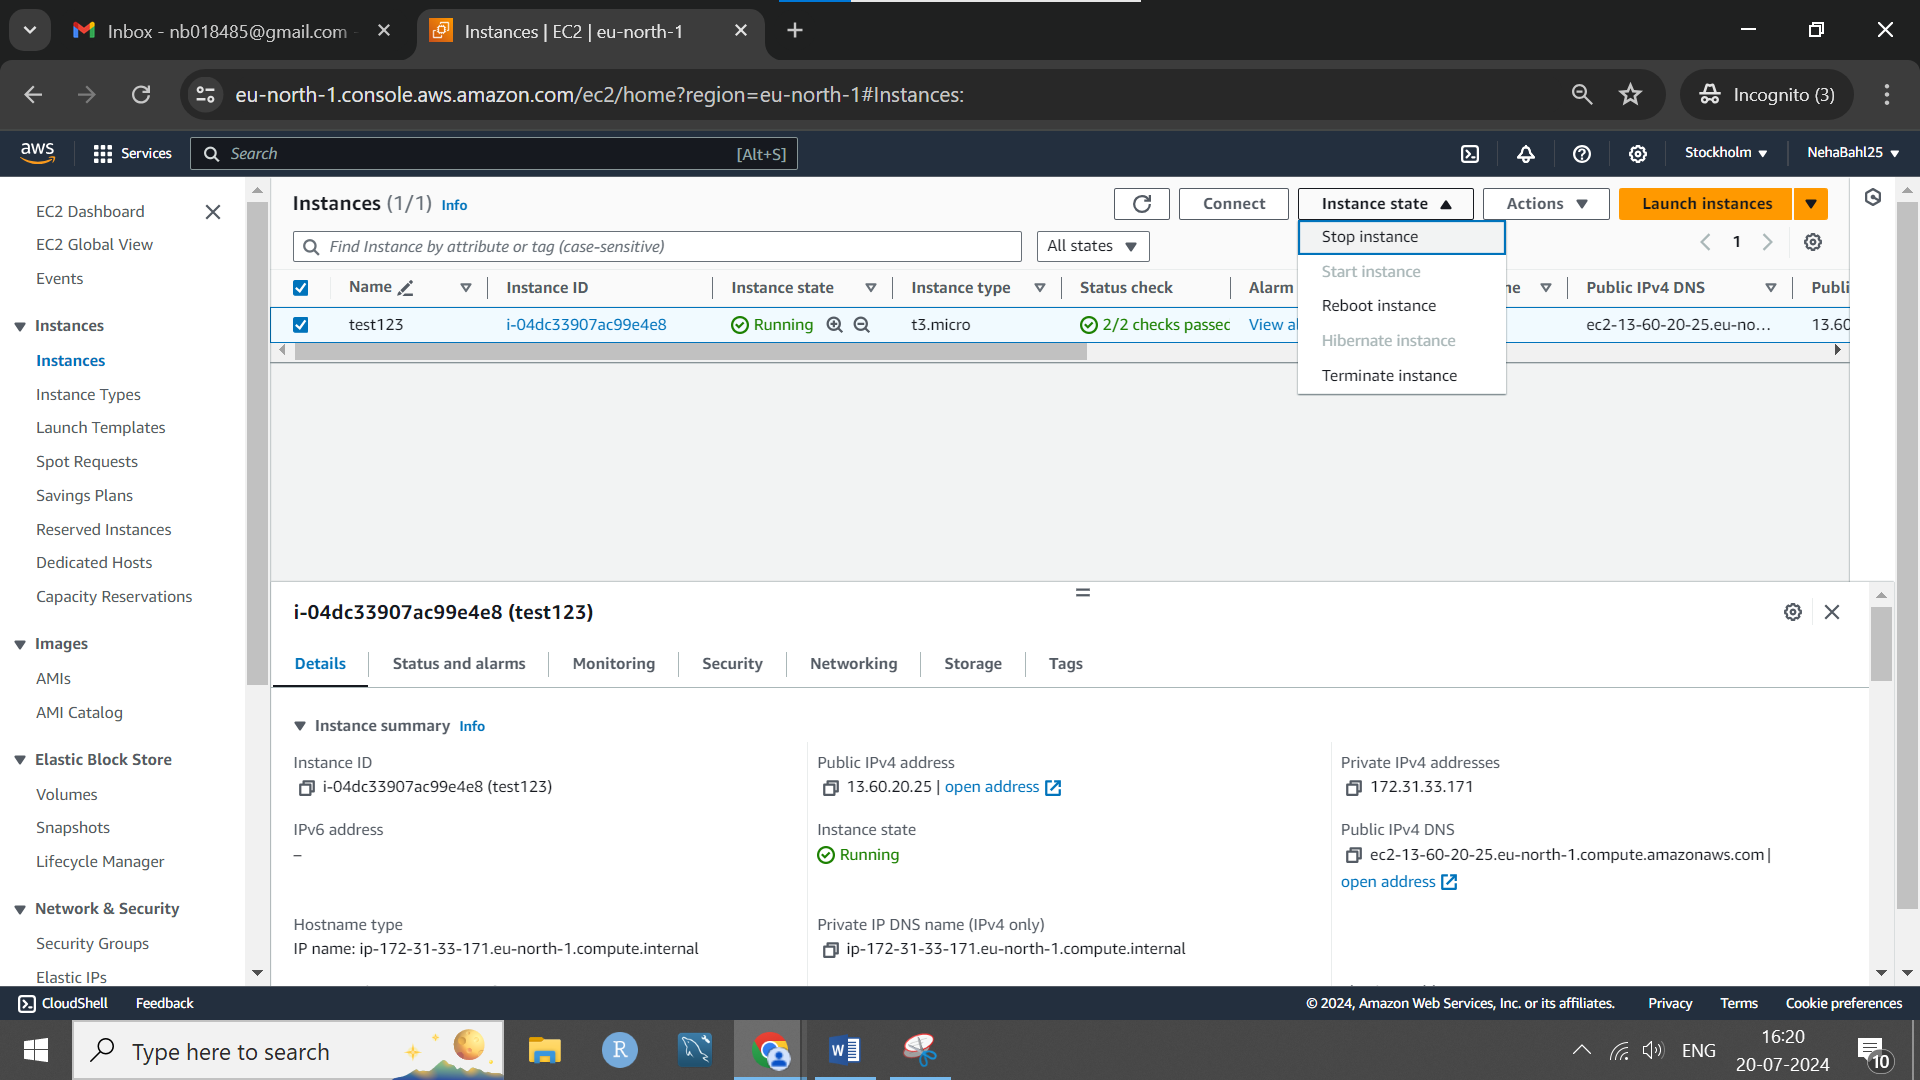 Inbox - nb018485@gmail.com
Instances | EC2 | eu-north-1
eu-north-1.console.aws.amazon.com/ec2/home?region=eu-north-1#Instances:
Incognito (3)
aws
Services
Search
[Alt+S]
Stockholm
NehaBahl25
EC2 Dashboard
EC2 Global View
Events
Instances
Instances
Instance Types
Launch Templates
Spot Requests
Savings Plans
Reserved Instances
Dedicated Hosts
Capacity Reservations
Images
AMIs
AMI Catalog
Elastic Block Store
Volumes
Snapshots
Lifecycle Manager
Network & Security
Security Groups
Elastic IPs
Instances (1/1) Info
Connect
Instance state
Actions
Launch instances
Find Instance by attribute or tag (case-sensitive)
All states
1
Stop instance
Start instance
Reboot instance
Hibernate instance
Terminate instance
Name
Instance ID
Instance state
Instance type
Status check
Alarm
ne
Public IPv4 DNS
Publi
test123
i-04dc33907ac99e4e8
Running
t3.micro
2/2 checks passec
View al
ec2-13-60-20-25.eu-no...
13.60
i-04dc33907ac99e4e8 (test123)
Details
Status and alarms
Monitoring
Security
Networking
Storage
Tags
Instance summary Info
Instance ID
i-04dc33907ac99e4e8 (test123)
Public IPv4 address
13.60.20.25 | open address
Private IPv4 addresses
172.31.33.171
IPv6 address
–
Instance state
Running
Public IPv4 DNS
ec2-13-60-20-25.eu-north-1.compute.amazonaws.com |
open address
Hostname type
IP name: ip-172-31-33-171.eu-north-1.compute.internal
Private IP DNS name (IPv4 only)
ip-172-31-33-171.eu-north-1.compute.internal
CloudShell
Feedback
© 2024, Amazon Web Services, Inc. or its affiliates.
Privacy
Terms
Cookie preferences
Type here to search
R
W
ENG
16:20
20-07-2024
10